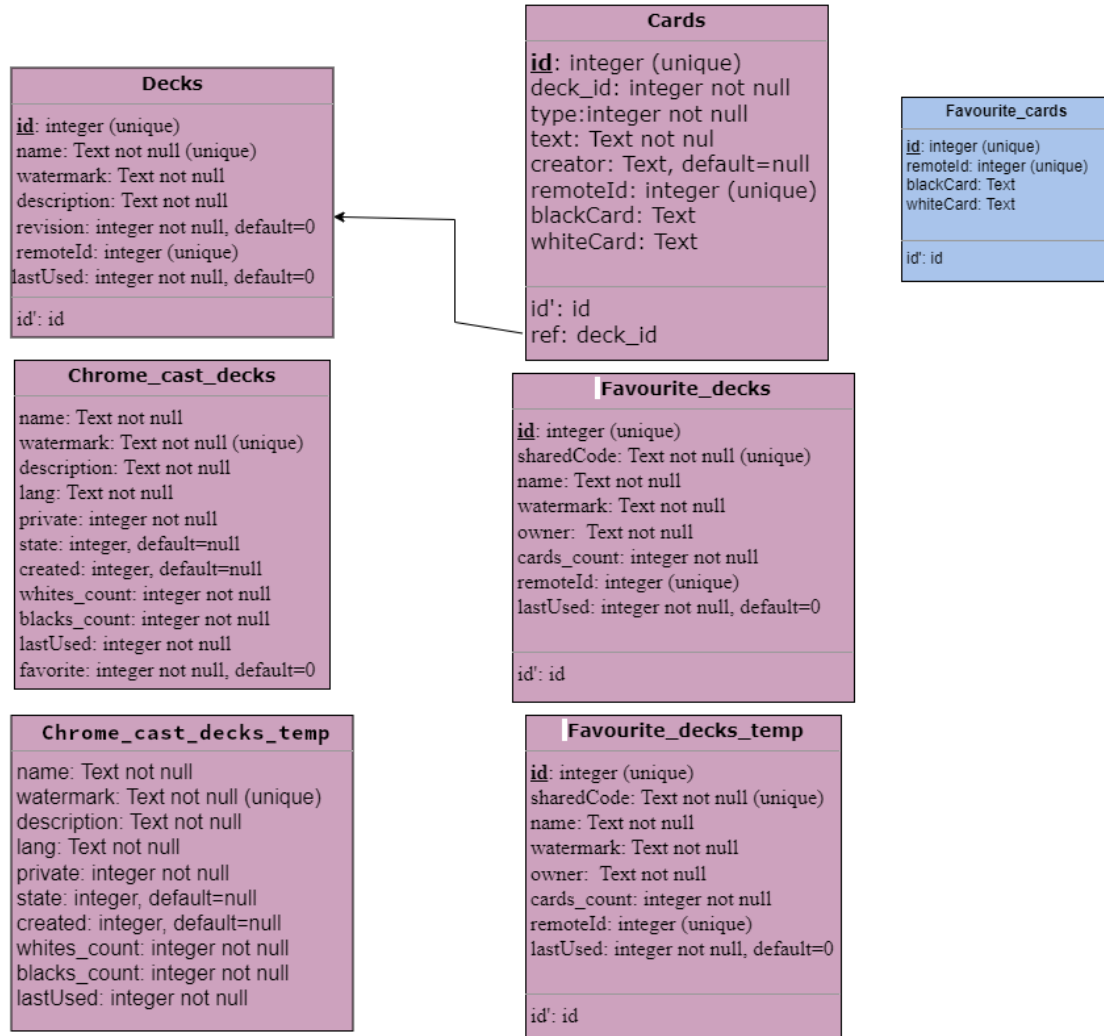 Decks
id: integer (unique)
name: Text not null (unique)
watermark: Text not null
description: Text not null
revision: integer not null, default=0
remoteId: integer (unique)
lastUsed: integer not null, default=0
id': id
Cards
id: integer (unique)
deck_id: integer not null
type:integer not null
text: Text not nul
creator: Text, default=null
remoteId: integer (unique)
blackCard: Text
whiteCard: Text
id': id
ref: deck_id
Favourite_cards
id: integer (unique)
remoteId: integer (unique)
blackCard: Text
whiteCard: Text
id': id
Chrome_cast_decks
name: Text not null
watermark: Text not null (unique)
description: Text not null
lang: Text not null
private: integer not null
state: integer, default=null
created: integer, default=null
whites_count: integer not null
blacks_count: integer not null
lastUsed: integer not null
favorite: integer not null, default=0
Favourite_decks
id: integer (unique)
sharedCode: Text not null (unique)
name: Text not null
watermark: Text not null
owner:  Text not null
cards_count: integer not null
remoteId: integer (unique)
lastUsed: integer not null, default=0
id': id
Chrome_cast_decks_temp
name: Text not null
watermark: Text not null (unique)
description: Text not null
lang: Text not null
private: integer not null
state: integer, default=null
created: integer, default=null
whites_count: integer not null
blacks_count: integer not null
lastUsed: integer not null
Favourite_decks_temp
id: integer (unique)
sharedCode: Text not null (unique)
name: Text not null
watermark: Text not null
owner:  Text not null
cards_count: integer not null
remoteId: integer (unique)
lastUsed: integer not null, default=0
id': id